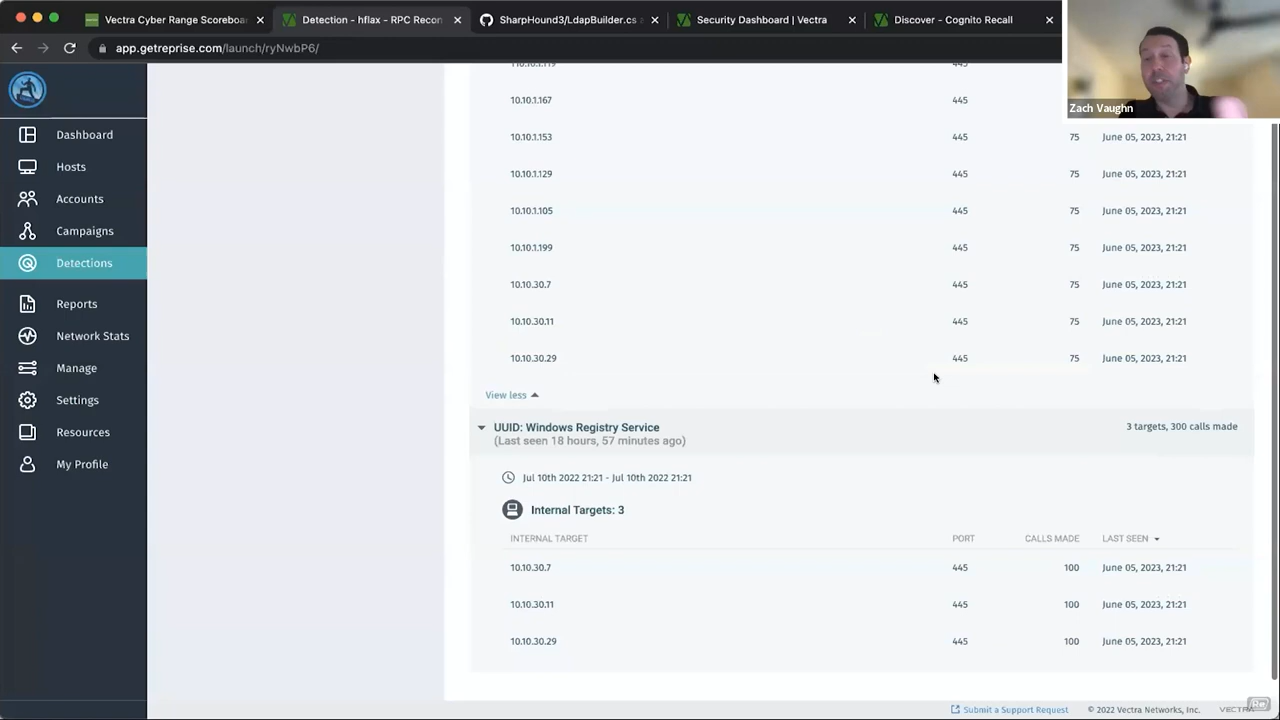 Vectra Cyber Range Scoreboa
Detection - hflax - RPC Recon
SharpHound3/LdapBuilder.cs a
Security Dashboard | Vectra
Discover - Cognito Recall
app.getreprise.com/launch/ryNwbP6/
Zach Vaughn
Dashboard
Hosts
Accounts
Campaigns
Detections
Reports
Network Stats
Manage
Settings
Resources
My Profile
10.10.1.119 445
10.10.1.167 445
10.10.1.153 445 75 June 05, 2023, 21:21
10.10.1.129 445 75 June 05, 2023, 21:21
10.10.1.105 445 75 June 05, 2023, 21:21
10.10.1.199 445 75 June 05, 2023, 21:21
10.10.30.7 445 75 June 05, 2023, 21:21
10.10.30.11 445 75 June 05, 2023, 21:21
10.10.30.29 445 75 June 05, 2023, 21:21
View less
UUID: Windows Registry Service 3 targets, 300 calls made
(Last seen 18 hours, 57 minutes ago)
Jul 10th 2022 21:21 - Jul 10th 2022 21:21
Internal Targets: 3
INTERNAL TARGET PORT CALLS MADE LAST SEEN
10.10.30.7 445 100 June 05, 2023, 21:21
10.10.30.11 445 100 June 05, 2023, 21:21
10.10.30.29 445 100 June 05, 2023, 21:21
Submit a Support Request © 2022 Vectra Networks, Inc. VECTRA
Re